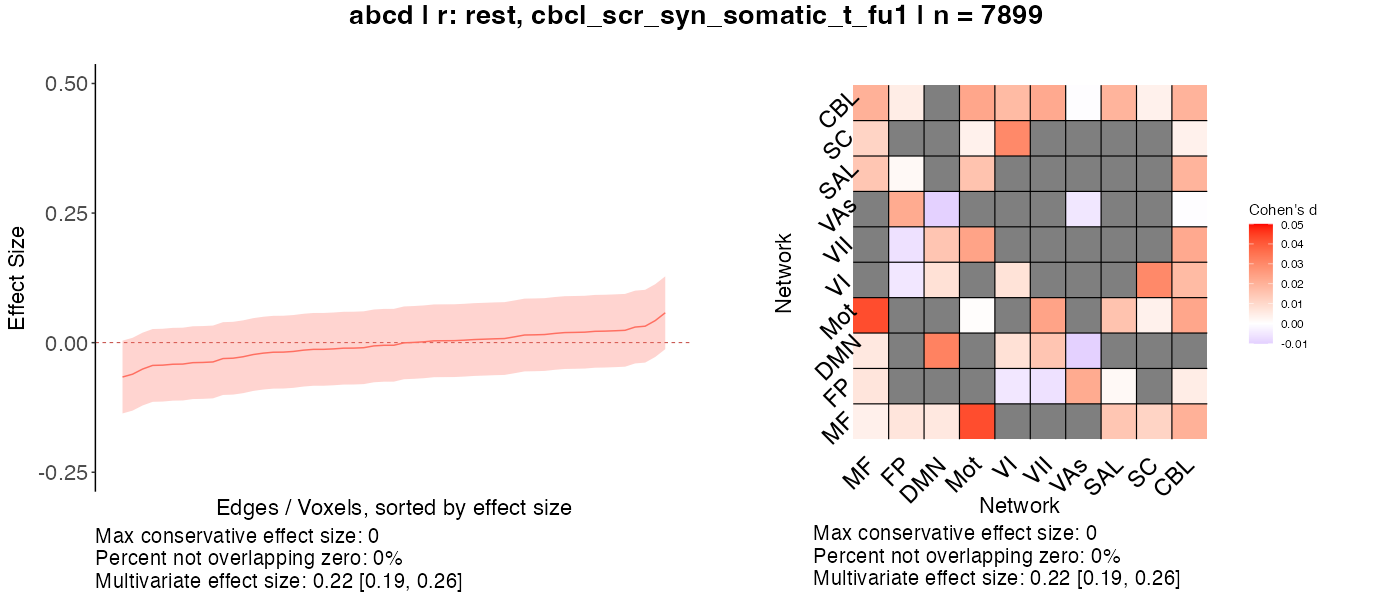 abcd | r: rest, cbcl_scr_syn_somatic_t_fu1 | n = 7899
0.50
0.25
0.00
-0.25
Effect Size
Edges / Voxels, sorted by effect size
Max conservative effect size: 0
Percent not overlapping zero: 0%
Multivariate effect size: 0.22 [0.19, 0.26]
Network
CBL
SC
SAL
VAs
VII
VI
Mot
DMN
FP
MF
MF
FP
DMN
Mot
VI
VII
VAs
SAL
SC
CBL
Network
Max conservative effect size: 0
Percent not overlapping zero: 0%
Multivariate effect size: 0.22 [0.19, 0.26]
Cohen's d
0.05
0.04
0.03
0.02
0.01
0.00
-0.01